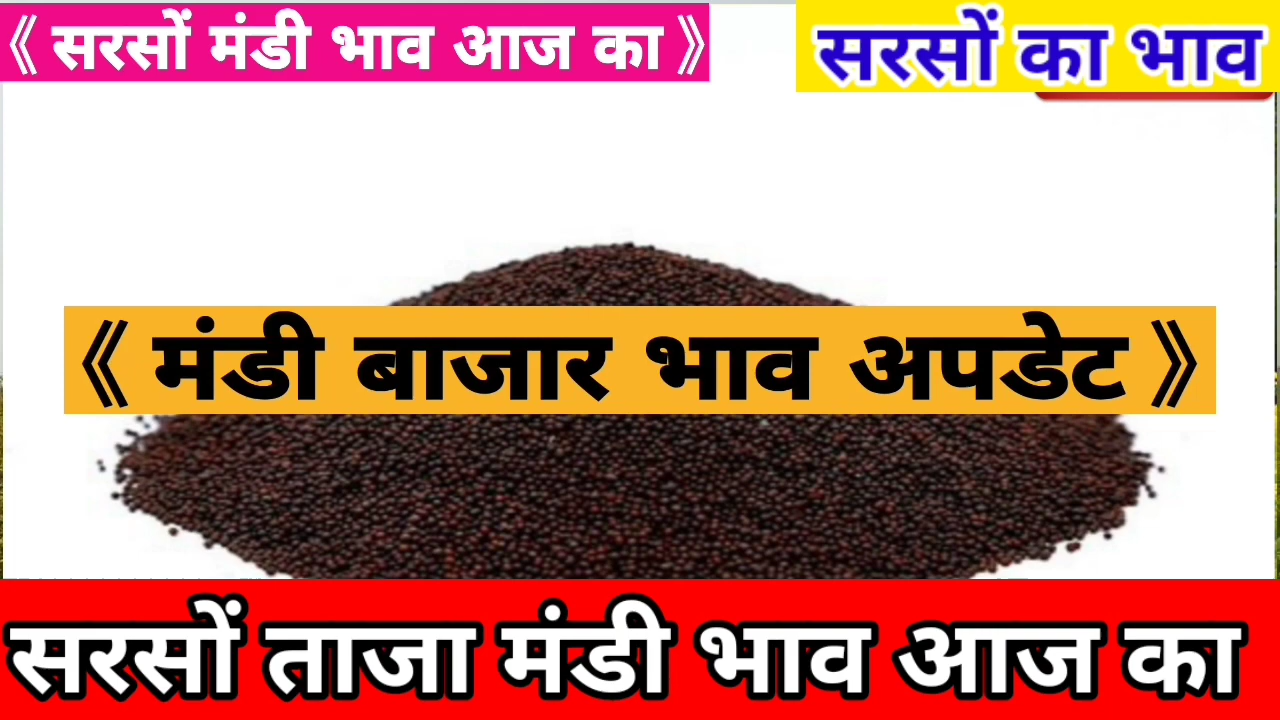 《 सरसों मंडी भाव आज का 》
सरसों का भाव
《 मंडी बाजार भाव अपडेट 》
सरसों ताजा मंडी भाव आज का